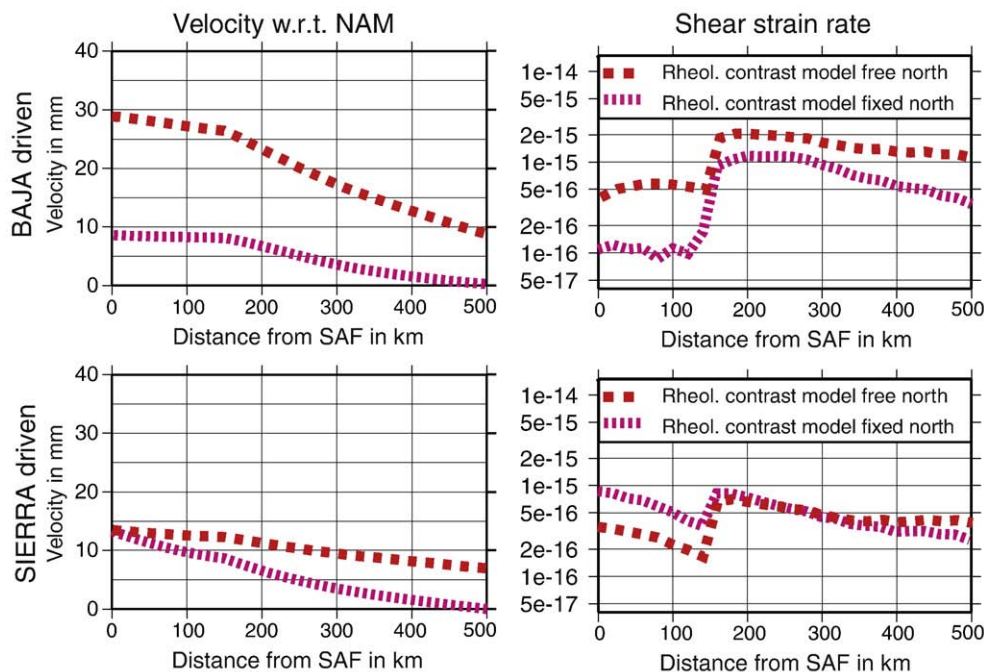 Velocity w.r.t. NAM
Shear strain rate
BAJA driven
Velocity in mm
40
30
20
10
0
0 100 200 300 400 500
Distance from SAF in km
Rheol. contrast model free north
Rheol. contrast model fixed north
1e-14
5e-15
2e-15
1e-15
5e-16
2e-16
1e-16
5e-17
0 100 200 300 400 500
Distance from SAF in km
SIERRA driven
Velocity in mm
40
30
20
10
0
0 100 200 300 400 500
Distance from SAF in km
Rheol. contrast model free north
Rheol. contrast model fixed north
1e-14
5e-15
2e-15
1e-15
5e-16
2e-16
1e-16
5e-17
0 100 200 300 400 500
Distance from SAF in km